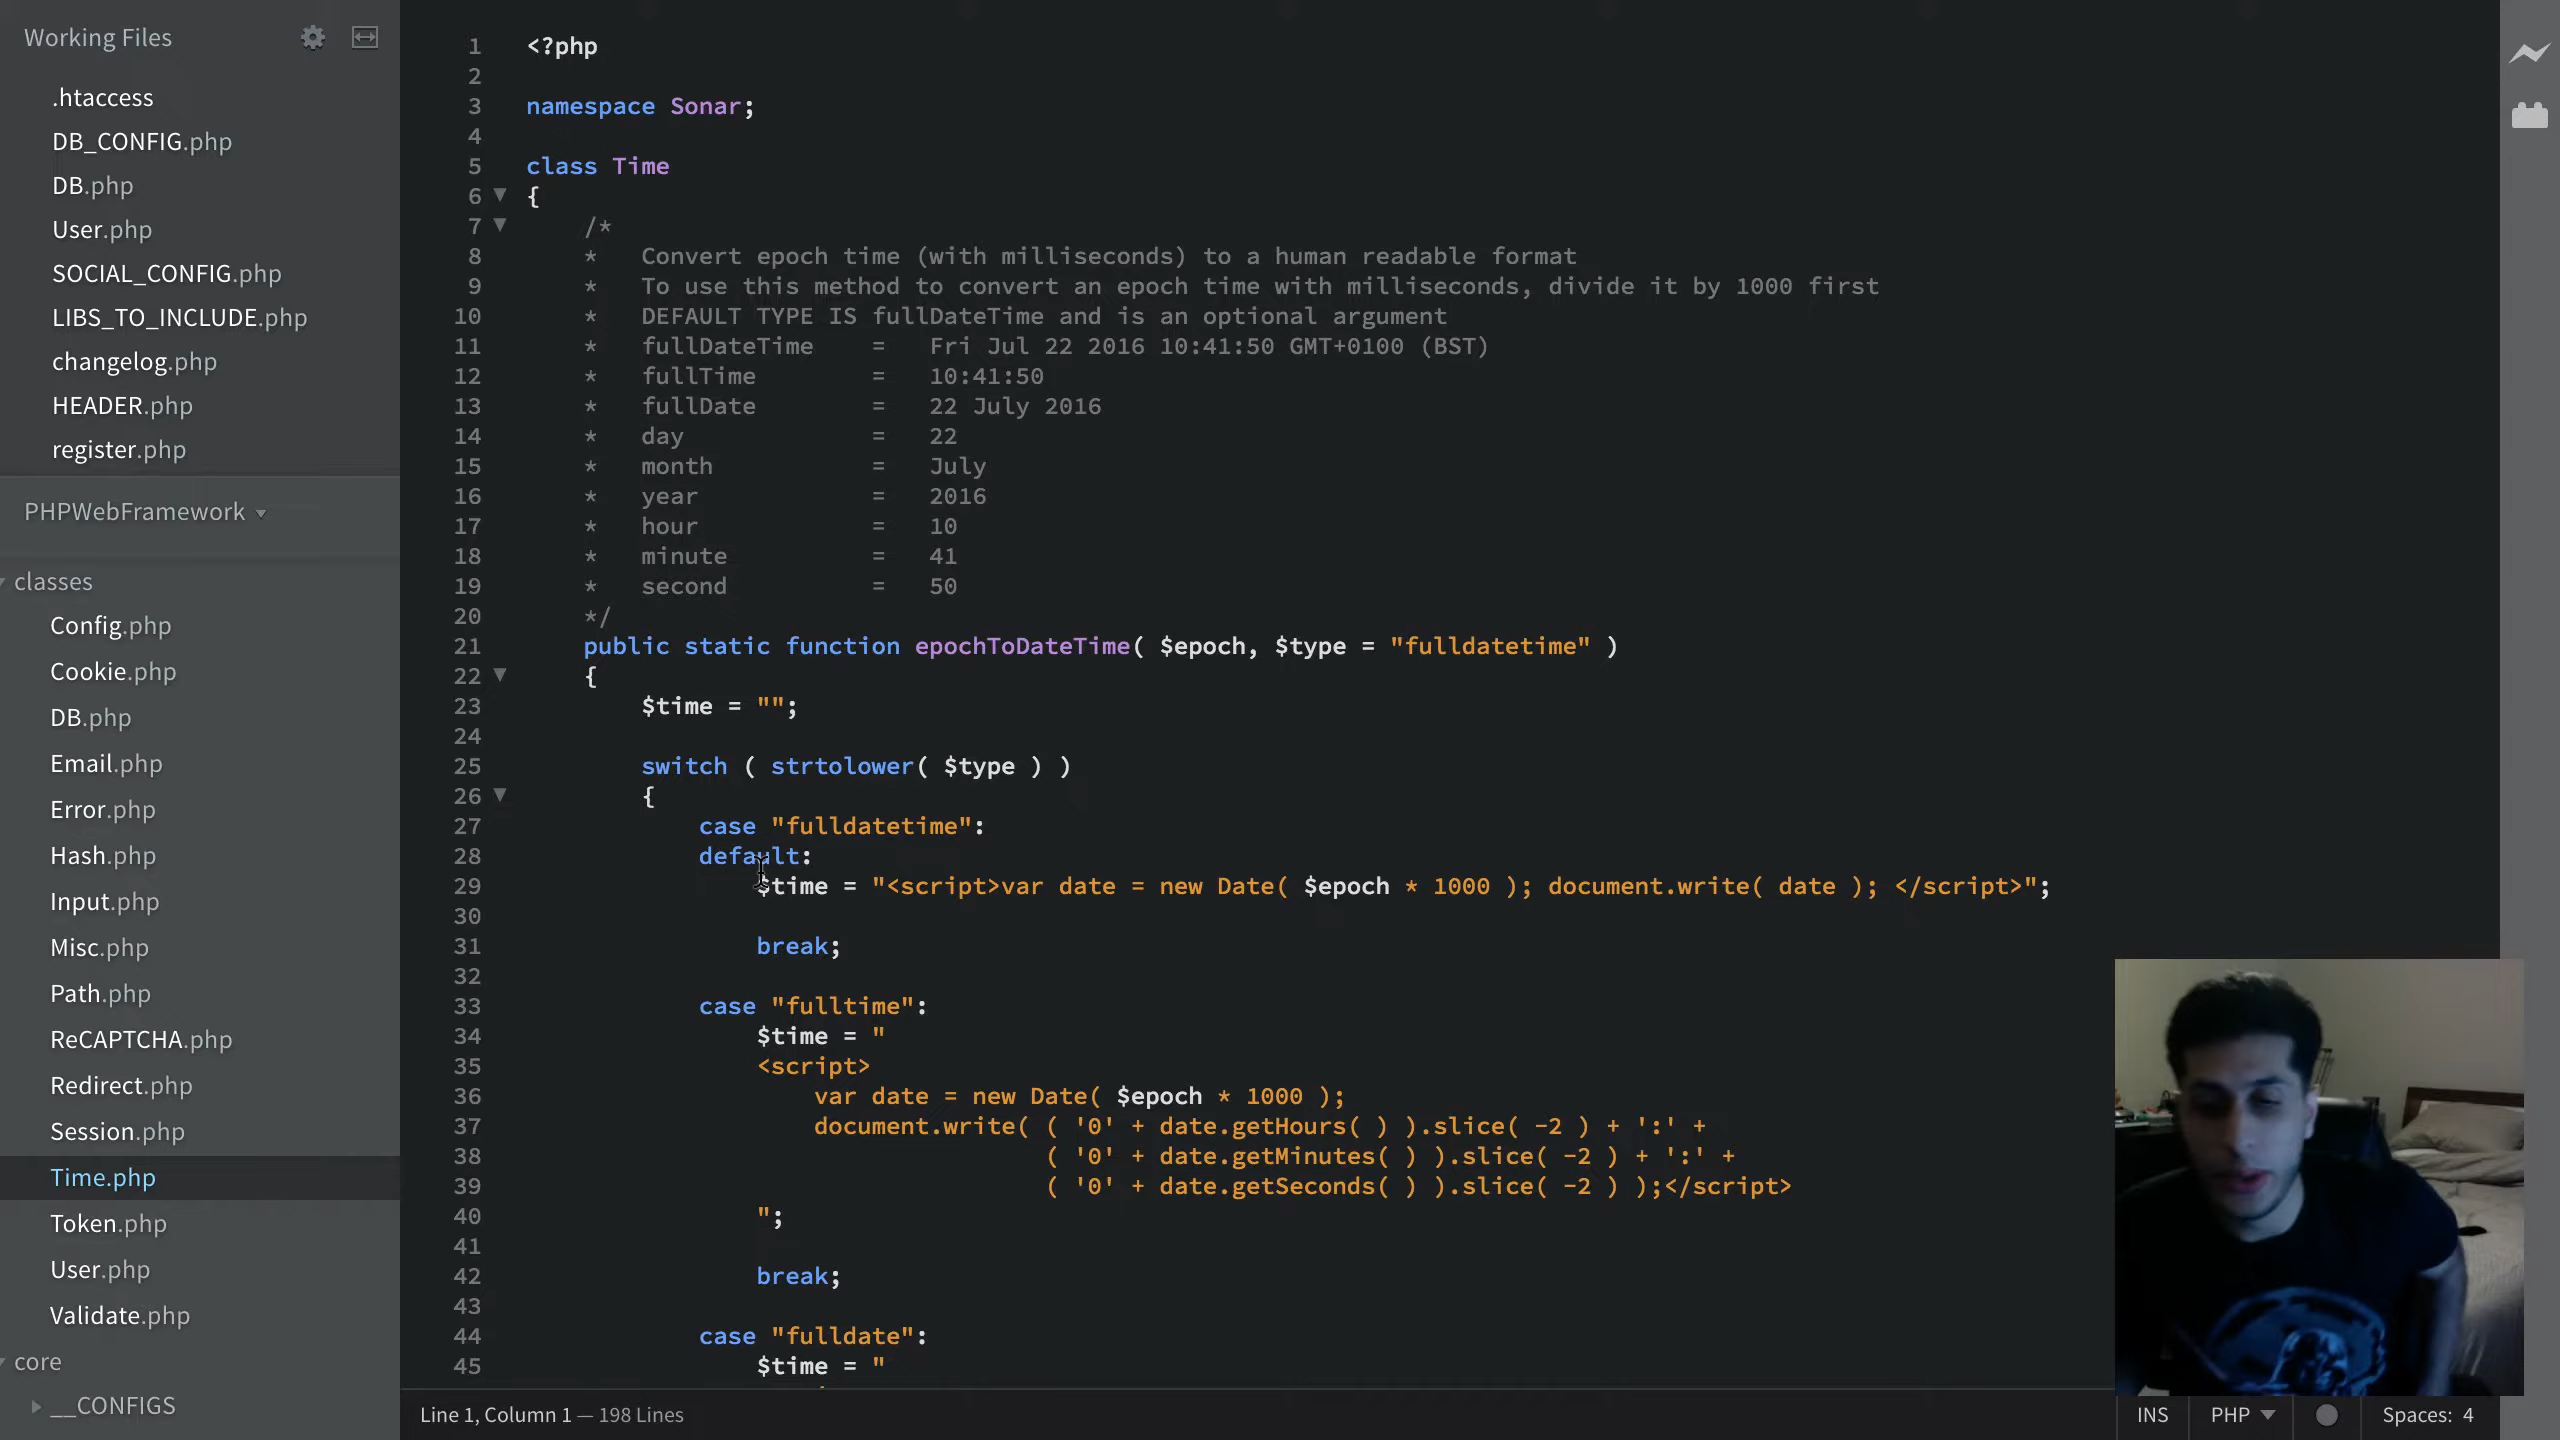 Working Files
.htaccess
DB_CONFIG.php
DB.php
User.php
SOCIAL_CONFIG.php
LIBS_TO_INCLUDE.php
changelog.php
HEADER.php
register.php
PHPWebFramework
classes
Config.php
Cookie.php
DB.php
Email.php
Error.php
Hash.php
Input.php
Misc.php
Path.php
ReCAPTCHA.php
Redirect.php
Session.php
Time.php
Token.php
User.php
Validate.php
core
__CONFIGS
1 <?php
2
3 namespace Sonar;
4
5 class Time
6 {
7 /*
8 * Convert epoch time (with milliseconds) to a human readable format
9 * To use this method to convert an epoch time with milliseconds, divide it by 1000 first
10 * DEFAULT TYPE IS fullDateTime and is an optional argument
11 * fullDateTime = Fri Jul 22 2016 10:41:50 GMT+0100 (BST)
12 * fullTime = 10:41:50
13 * fullDate = 22 July 2016
14 * day = 22
15 * month = July
16 * year = 2016
17 * hour = 10
18 * minute = 41
19 * second = 50
20 */
21 public static function epochToDateTime( $epoch, $type = "fulldatetime" )
22 {
23 $time = "";
24
25 switch ( strtolower( $type ) )
26 {
27 case "fulldatetime":
28 default:
29 $time = "<script>var date = new Date( $epoch * 1000 ); document.write( date ); </script>";
30
31 break;
32
33 case "fulltime":
34 $time = "
35 <script>
36 var date = new Date( $epoch * 1000 );
37 document.write( ( '0' + date.getHours( ) ).slice( -2 ) + ':' +
38 ( '0' + date.getMinutes( ) ).slice( -2 ) + ':' +
39 ( '0' + date.getSeconds( ) ).slice( -2 ) );</script>
40 ";
41
42 break;
43
44 case "fulldate":
45 $time = "
Line 1, Column 1 — 198 Lines
INS PHP Spaces: 4